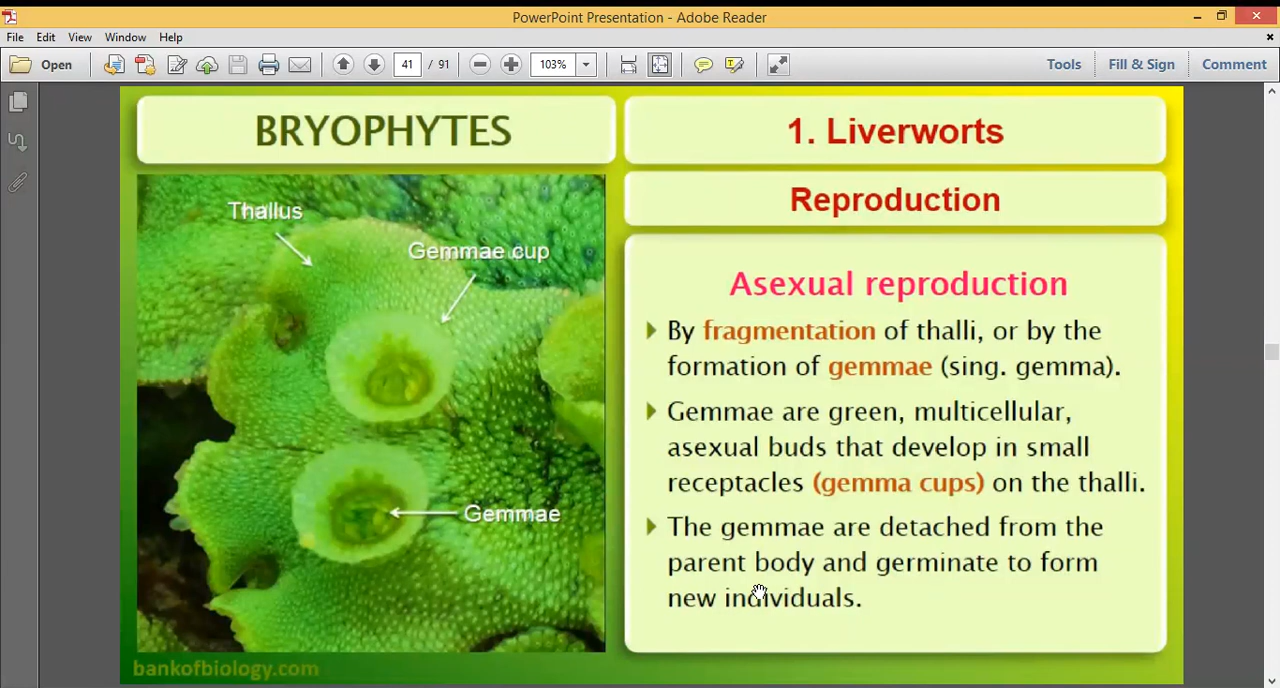 PowerPoint Presentation - Adobe Reader
File Edit View Window Help
Open 41 / 91 103% Tools Fill & Sign Comment
BRYOPHYTES
1. Liverworts
Reproduction
Thallus
Gemmae cup
Gemmae
bankofbiology.com
Asexual reproduction
By fragmentation of thalli, or by the
formation of gemmae (sing. gemma).
Gemmae are green, multicellular,
asexual buds that develop in small
receptacles (gemma cups) on the thalli.
The gemmae are detached from the
parent body and germinate to form
new individuals.